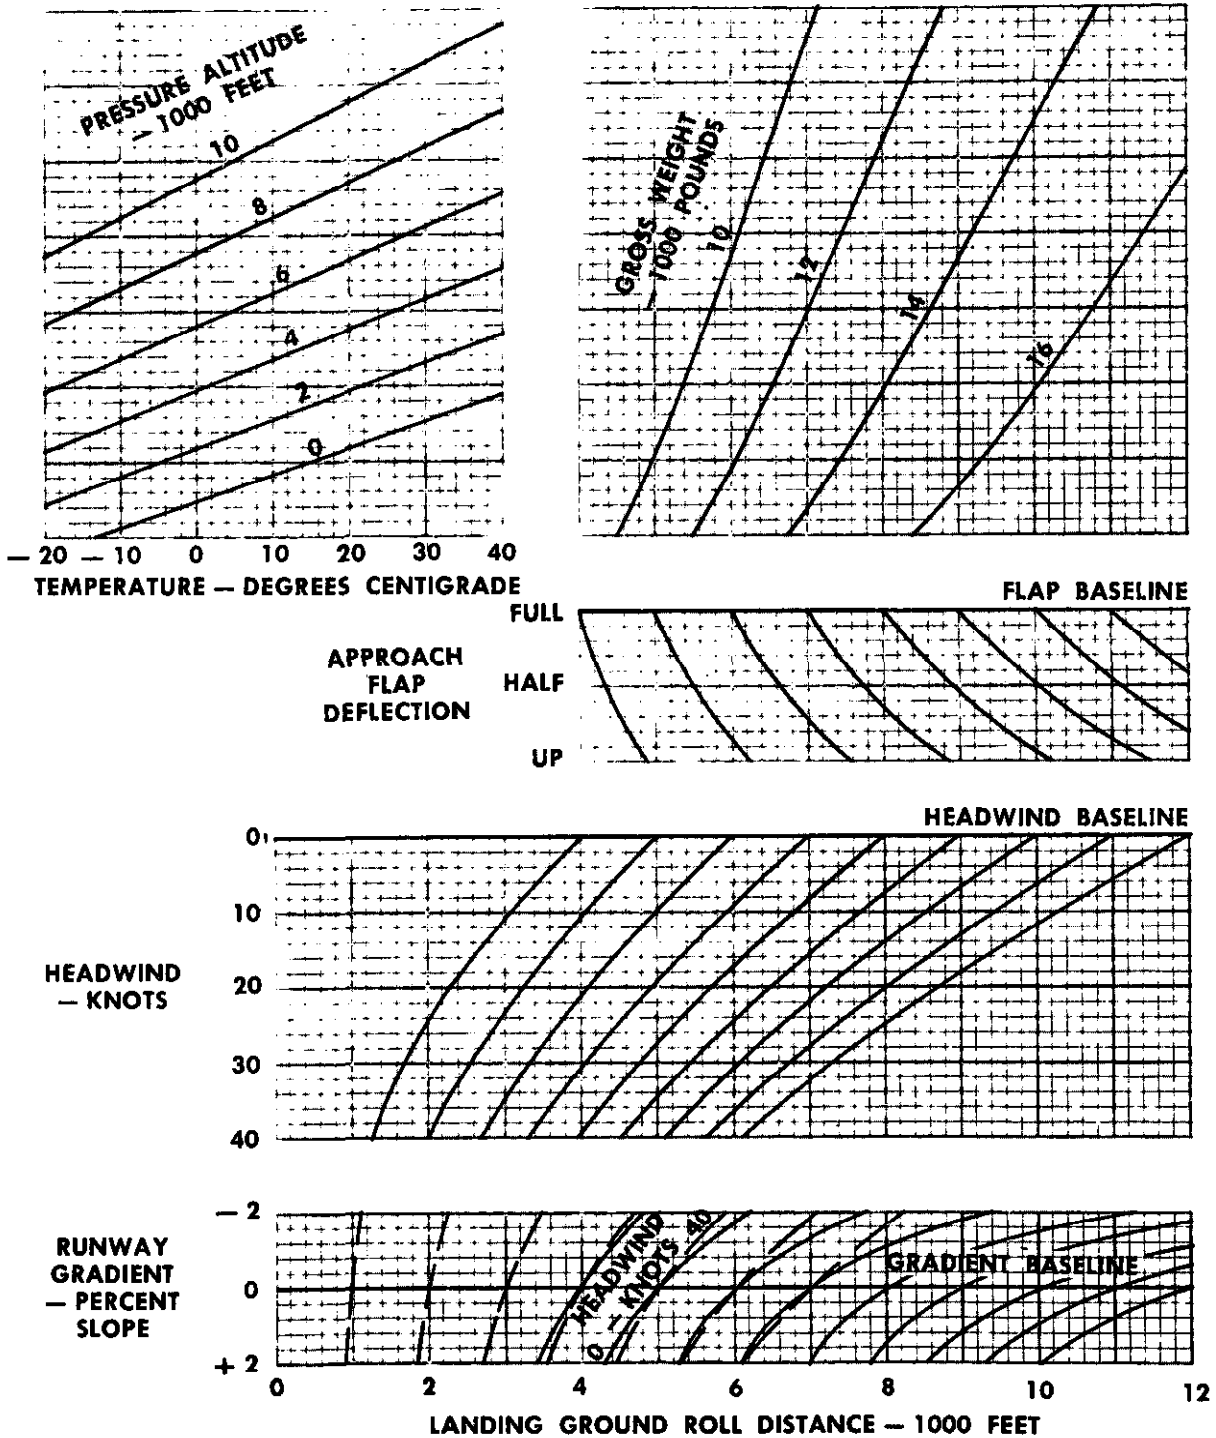 PRESSURE ALTITUDE
— 1000 FEET
10
8
6
4
2
0
— 20 — 10 0 10 20 30 40
TEMPERATURE — DEGREES CENTIGRADE
GROSS WEIGHT
— 1000 POUNDS
10
12
14
16
FLAP BASELINE
FULL
APPROACH
FLAP
DEFLECTION
HALF
UP
HEADWIND BASELINE
0
10
HEADWIND
— KNOTS
20
30
40
— 2
RUNWAY
GRADIENT
— PERCENT
SLOPE
0
+ 2
HEADWIND
— KNOTS
0
40
GRADIENT BASELINE
0 2 4 6 8 10 12
LANDING GROUND ROLL DISTANCE — 1000 FEET